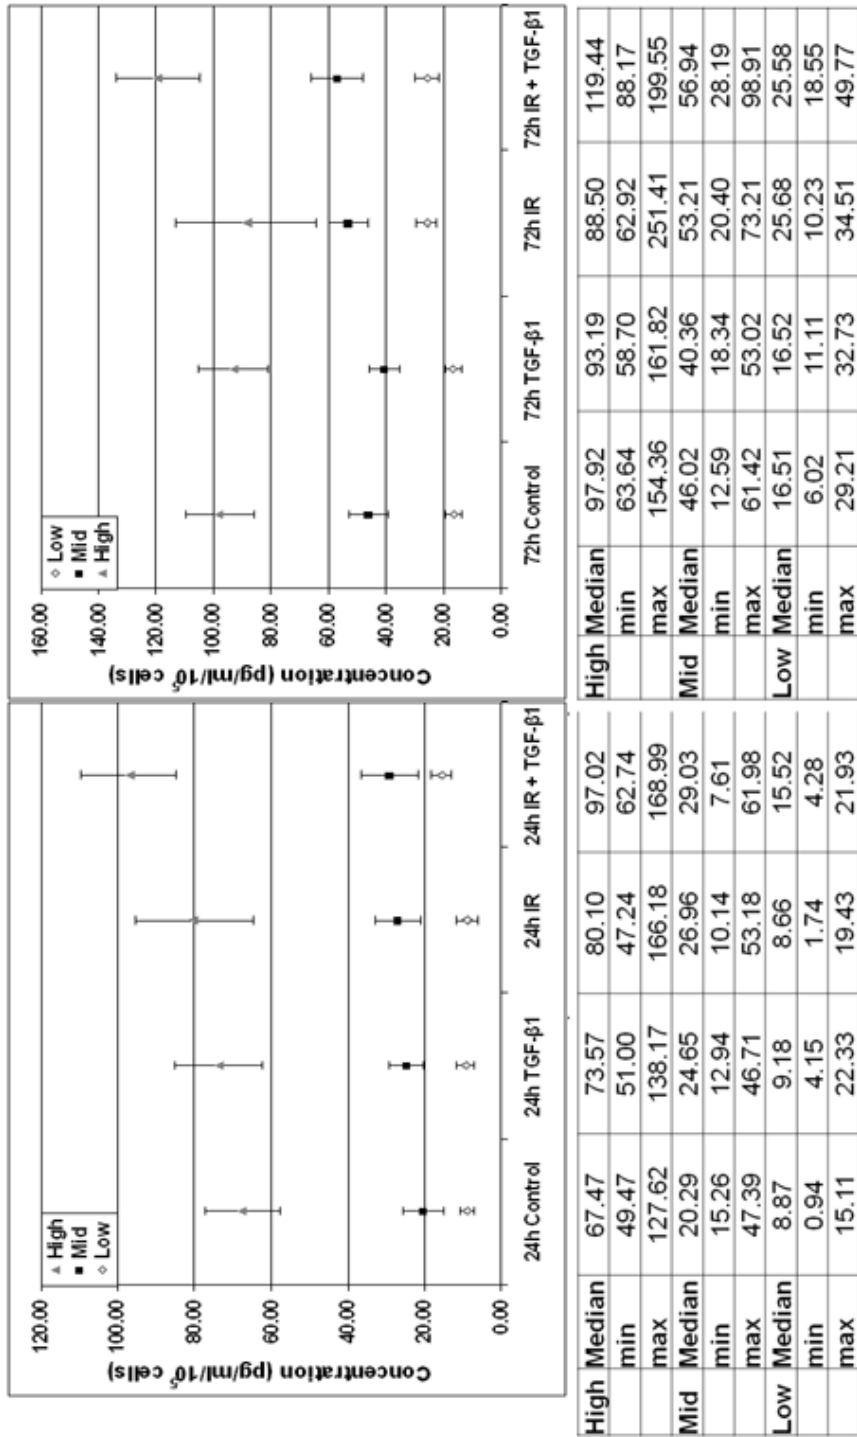 120.00
100.00
80.00
60.00
40.00
20.00
0.00
Concentration (pg/ml/10⁵ cells)
High
Mid
Low
24h Control 24h TGF-β1 24h IR 24h IR + TGF-β1
High Median 67.47 73.57 80.10 97.02
min 49.47 51.00 47.24 62.74
max 127.62 138.17 166.18 168.99
Mid Median 20.29 24.65 26.96 29.03
min 15.26 12.94 10.14 7.61
max 47.39 46.71 53.18 61.98
Low Median 8.87 9.18 8.66 15.52
min 0.94 4.15 1.74 4.28
max 15.11 22.33 19.43 21.93
160.00
140.00
120.00
100.00
80.00
60.00
40.00
20.00
0.00
Concentration (pg/ml/10⁵ cells)
Low
Mid
High
72h Control 72h TGF-β1 72h IR 72h IR + TGF-β1
High Median 97.92 93.19 88.50 119.44
min 63.64 58.70 62.92 88.17
max 154.36 161.82 251.41 199.55
Mid Median 46.02 40.36 53.21 56.94
min 12.59 18.34 20.40 28.19
max 61.42 53.02 73.21 98.91
Low Median 16.51 16.52 25.68 25.58
min 6.02 11.11 10.23 18.55
max 29.21 32.73 34.51 49.77